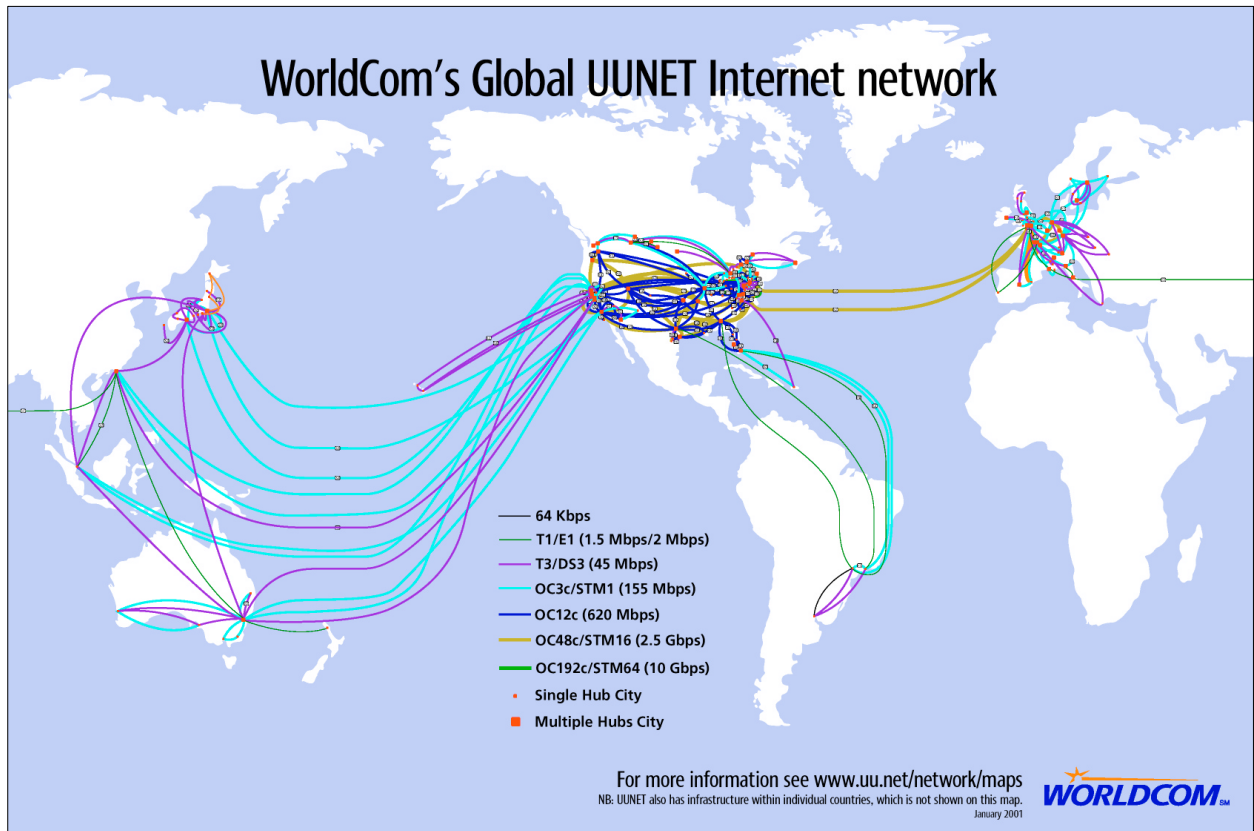 WorldCom's Global UUNET Internet network
64 Kbps
T1/E1 (1.5 Mbps/2 Mbps)
T3/DS3 (45 Mbps)
OC3c/STM1 (155 Mbps)
OC12c (620 Mbps)
OC48c/STM16 (2.5 Gbps)
OC192c/STM64 (10 Gbps)
Single Hub City
Multiple Hubs City
For more information see www.uu.net/network/maps
NB: UUNET also has infrastructure within individual countries, which is not shown on this map.
January 2001
WORLDCOM SM